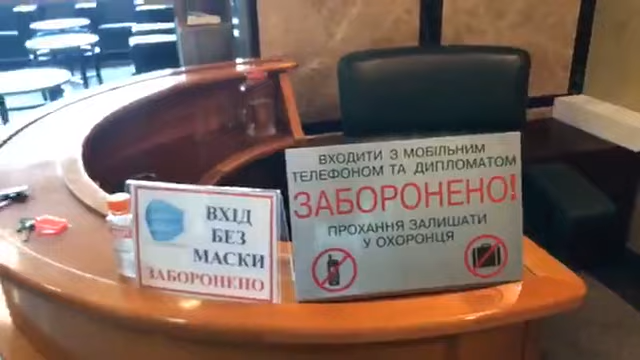 ВХОДИТИ З МОБІЛЬНИМ
ТЕЛЕФОНОМ ТА ДИПЛОМАТОМ
ЗАБОРОНЕНО!
ПРОХАННЯ ЗАЛИШАТИ
У ОХОРОНЦЯ
ВХІД
БЕЗ
МАСКИ
ЗАБОРОНЕНО